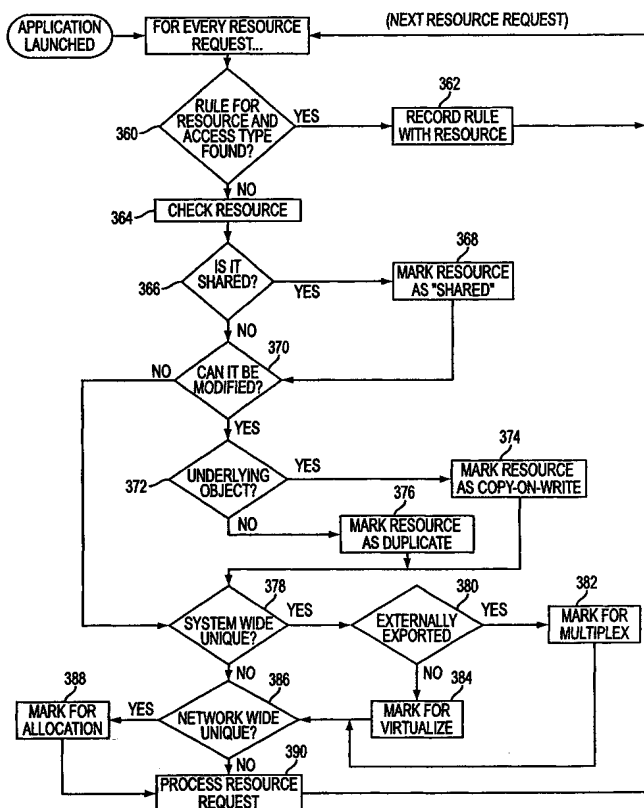 (NEXT RESOURCE REQUEST)
APPLICATION
LAUNCHED
FOR EVERY RESOURCE
REQUEST...
360
RULE FOR
RESOURCE AND
ACCESS TYPE
FOUND?
YES
362
RECORD RULE
WITH RESOURCE
NO
364
CHECK RESOURCE
366
IS IT
SHARED?
YES
368
MARK RESOURCE
AS "SHARED"
NO
370
NO
CAN IT BE
MODIFIED?
YES
372
UNDERLYING
OBJECT?
YES
374
MARK RESOURCE
AS COPY-ON-WRITE
NO
376
MARK RESOURCE
AS DUPLICATE
378
SYSTEM WIDE
UNIQUE?
YES
380
EXTERNALLY
EXPORTED
YES
382
MARK FOR
MULTIPLEX
NO
NO
384
MARK FOR
VIRTUALIZE
386
NETWORK WIDE
UNIQUE?
YES
388
MARK FOR
ALLOCATION
NO
390
PROCESS RESOURCE
REQUEST